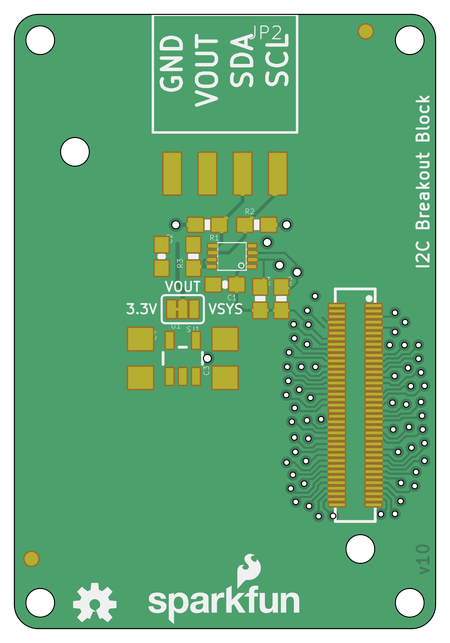 JP2
GND
VOUT
SDA
SCL
I2C Breakout Block
R2
R1
R3
C1
VOUT
3.3V
VSYS
U1
SJ1
C3
v10
sparkfun